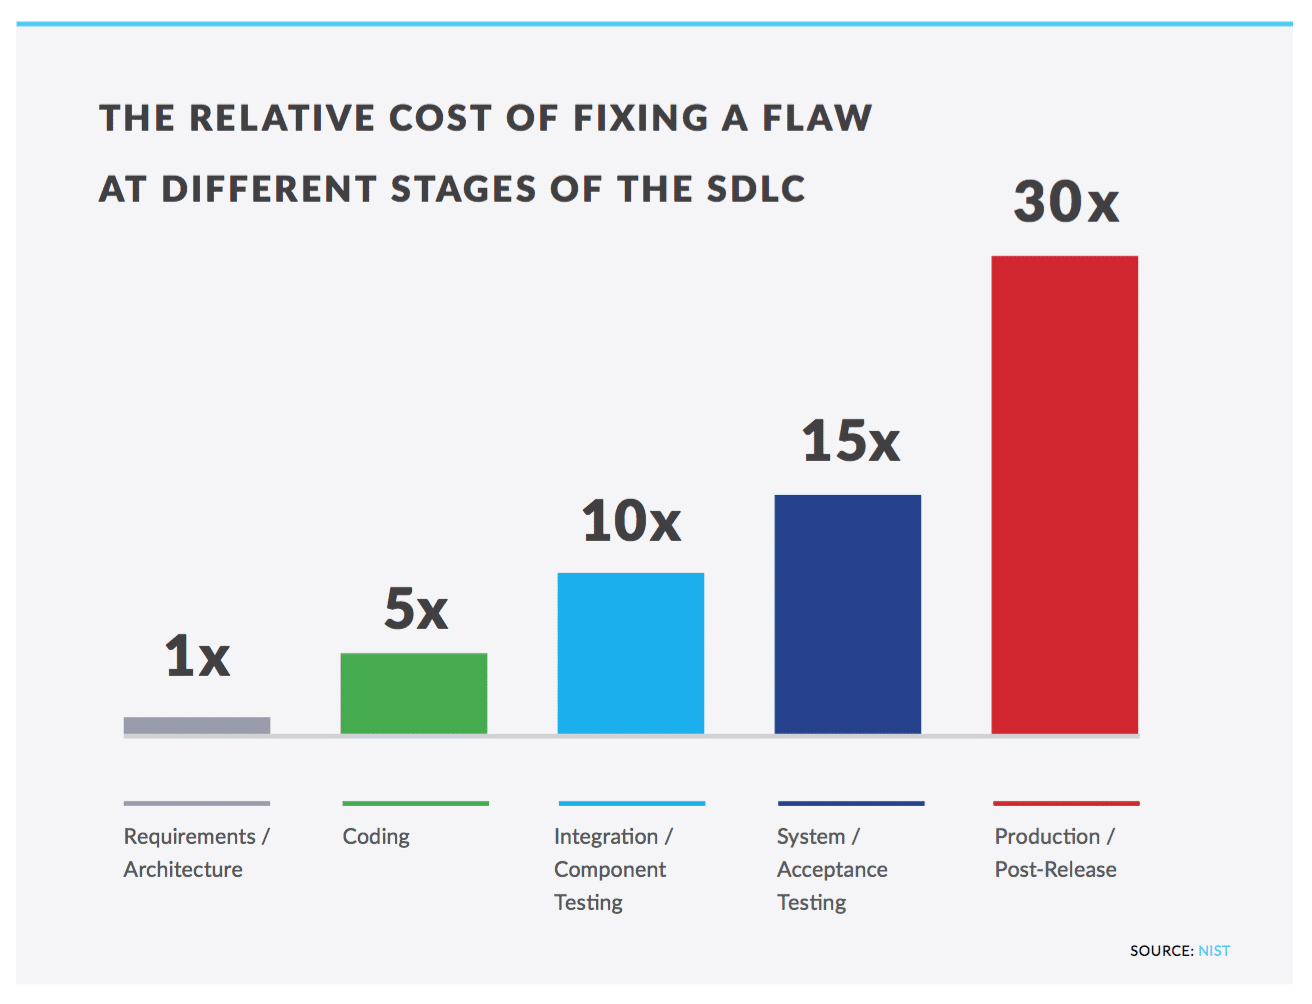 THE RELATIVE COST OF FIXING A FLAW
AT DIFFERENT STAGES OF THE SDLC
1x
5x
10x
15x
30x
Requirements /
Architecture
Coding
Integration /
Component
Testing
System /
Acceptance
Testing
Production /
Post-Release
SOURCE: NIST